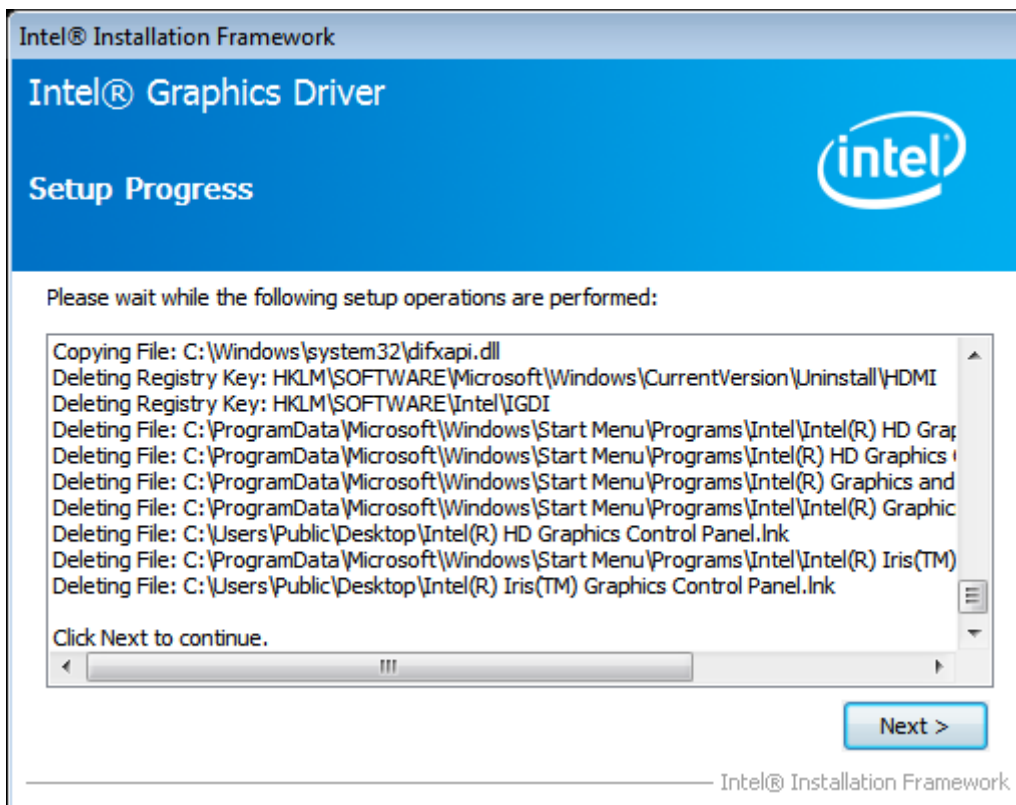 Intel® Installation Framework
Intel® Graphics Driver
intel
Setup Progress
Please wait while the following setup operations are performed:
Copying File: C:\Windows\system32\difxapi.dll
Deleting Registry Key: HKLM\SOFTWARE\Microsoft\Windows\CurrentVersion\Uninstall\HDMI
Deleting Registry Key: HKLM\SOFTWARE\Intel\IGDI
Deleting File: C:\ProgramData\Microsoft\Windows\Start Menu\Programs\Intel\Intel(R) HD Grap
Deleting File: C:\ProgramData\Microsoft\Windows\Start Menu\Programs\Intel(R) HD Graphics
Deleting File: C:\ProgramData\Microsoft\Windows\Start Menu\Programs\Intel(R) Graphics and
Deleting File: C:\ProgramData\Microsoft\Windows\Start Menu\Programs\Intel\Intel(R) Graphic
Deleting File: C:\Users\Public\Desktop\Intel(R) HD Graphics Control Panel.lnk
Deleting File: C:\ProgramData\Microsoft\Windows\Start Menu\Programs\Intel\Intel(R) Iris(TM)
Deleting File: C:\Users\Public\Desktop\Intel(R) Iris(TM) Graphics Control Panel.lnk
Click Next to continue.
Next >
Intel® Installation Framework